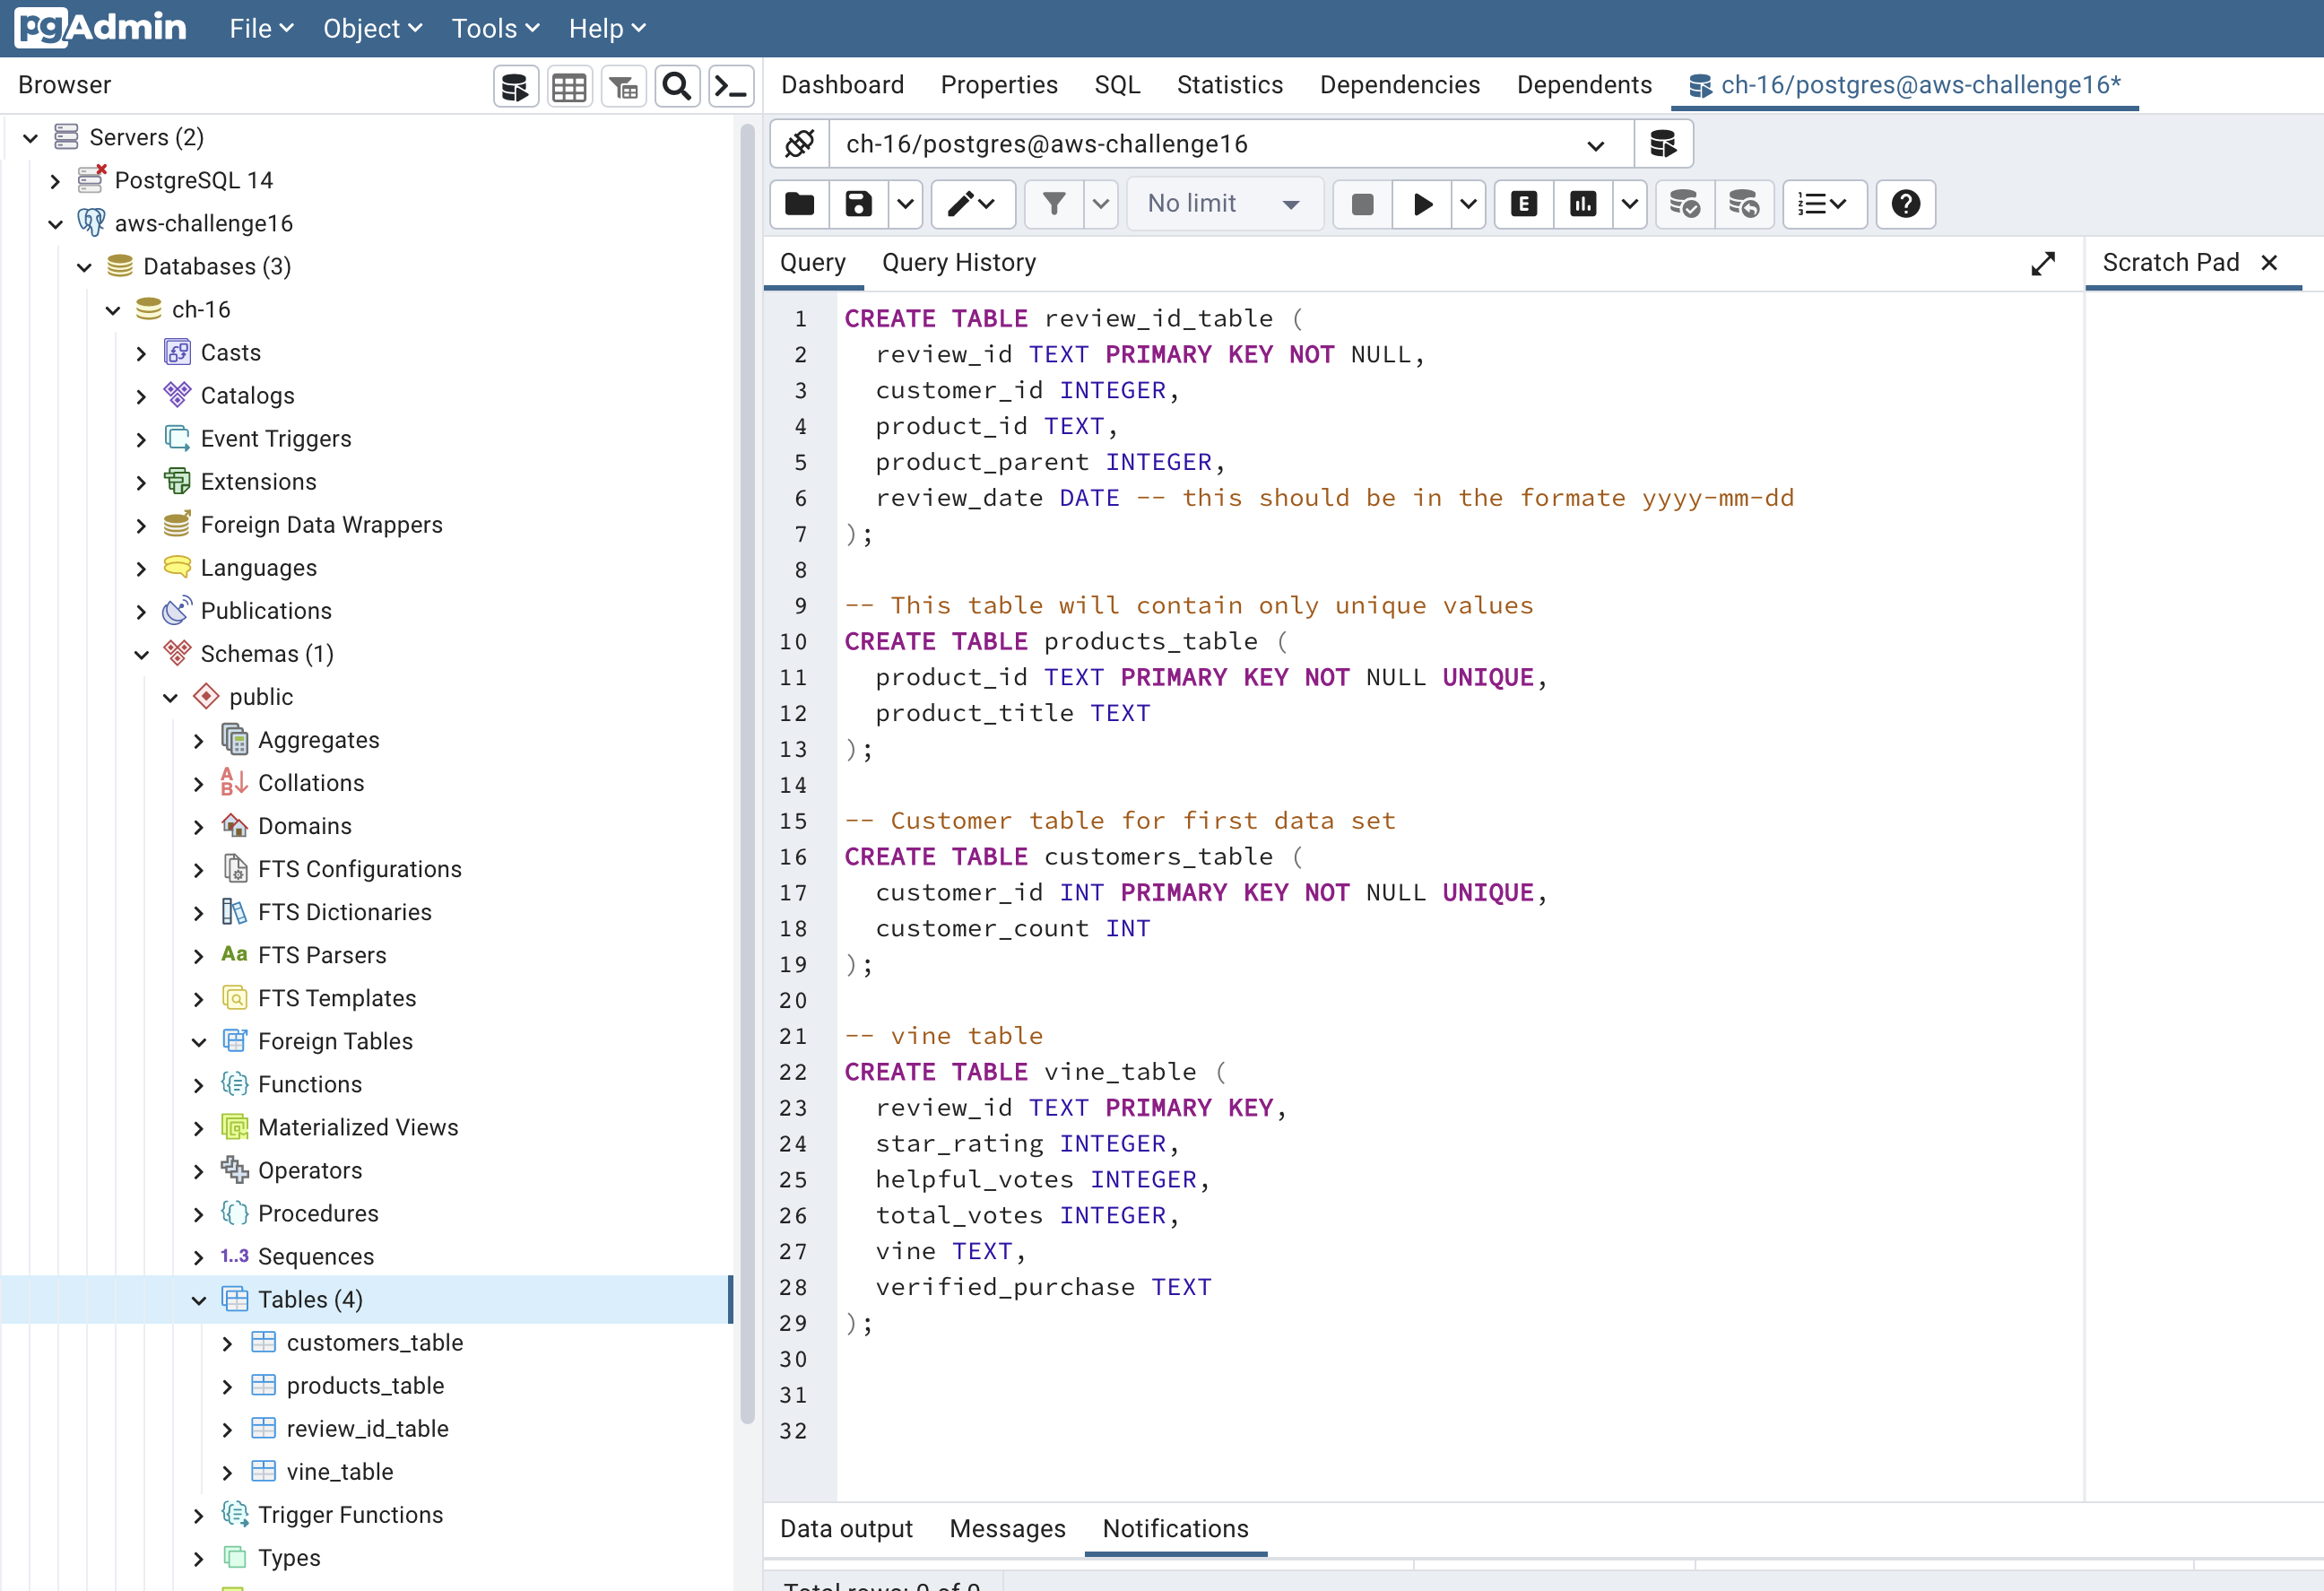 pgAdmin File Object Tools Help
Browser
Dashboard Properties SQL Statistics Dependencies Dependents ch-16/postgres@aws-challenge16*
Servers (2)
PostgreSQL 14
aws-challenge16
Databases (3)
ch-16
Casts
Catalogs
Event Triggers
Extensions
Foreign Data Wrappers
Languages
Publications
Schemas (1)
public
Aggregates
Collations
Domains
FTS Configurations
FTS Dictionaries
Aa FTS Parsers
FTS Templates
Foreign Tables
Functions
Materialized Views
Operators
Procedures
1..3 Sequences
Tables (4)
customers_table
products_table
review_id_table
vine_table
Trigger Functions
Types
ch-16/postgres@aws-challenge16
No limit
Query Query History
Scratch Pad
1 CREATE TABLE review_id_table (
2 review_id TEXT PRIMARY KEY NOT NULL,
3 customer_id INTEGER,
4 product_id TEXT,
5 product_parent INTEGER,
6 review_date DATE -- this should be in the formate yyyy-mm-dd
7 );
8
9 -- This table will contain only unique values
10 CREATE TABLE products_table (
11 product_id TEXT PRIMARY KEY NOT NULL UNIQUE,
12 product_title TEXT
13 );
14
15 -- Customer table for first data set
16 CREATE TABLE customers_table (
17 customer_id INT PRIMARY KEY NOT NULL UNIQUE,
18 customer_count INT
19 );
20
21 -- vine table
22 CREATE TABLE vine_table (
23 review_id TEXT PRIMARY KEY,
24 star_rating INTEGER,
25 helpful_votes INTEGER,
26 total_votes INTEGER,
27 vine TEXT,
28 verified_purchase TEXT
29 );
30
31
32
Data output Messages Notifications
Total rows: 0 of 0